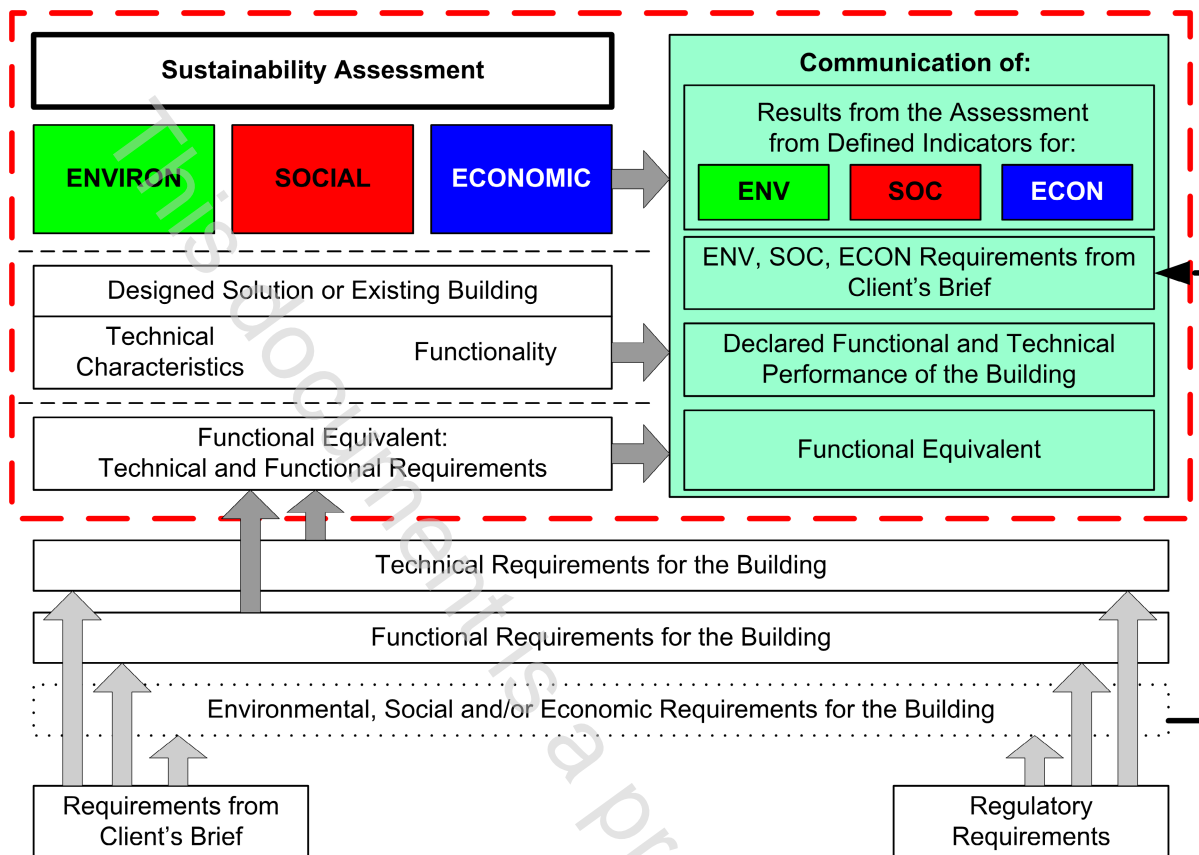 Sustainability Assessment
ENVIRON
SOCIAL
ECONOMIC
Communication of:
Results from the Assessment
from Defined Indicators for:
ENV
SOC
ECON
ENV, SOC, ECON Requirements from
Client's Brief
Designed Solution or Existing Building
Technical
Characteristics
Functionality
Declared Functional and Technical
Performance of the Building
Functional Equivalent:
Technical and Functional Requirements
Functional Equivalent
Technical Requirements for the Building
Functional Requirements for the Building
Environmental, Social and/or Economic Requirements for the Building
Requirements from
Client's Brief
Regulatory
Requirements
This document is a